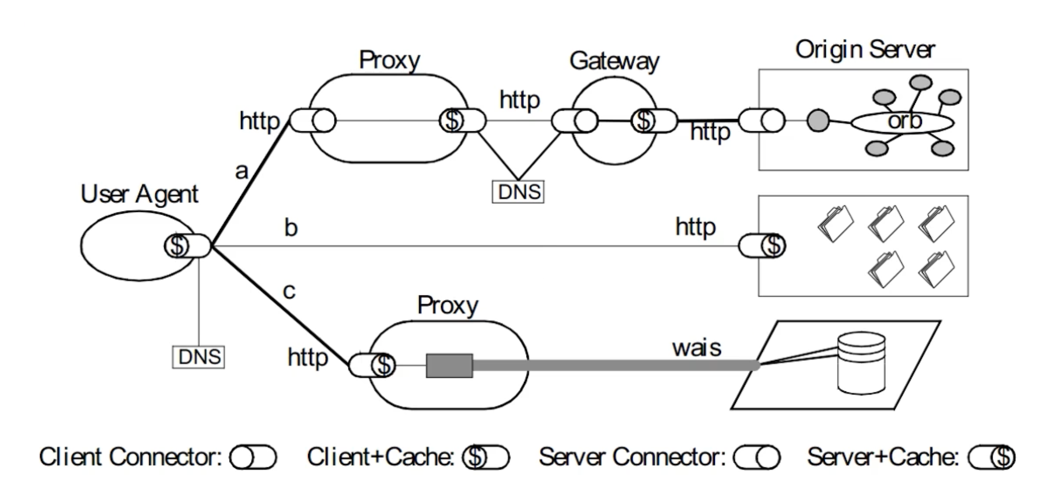 Proxy
Gateway
Origin Server
http
$
http
$
http
orb
a
DNS
User Agent
$
b
http
$
c
Proxy
DNS
http
$
wais
Client Connector:
Client+Cache: $
Server Connector:
Server+Cache: $